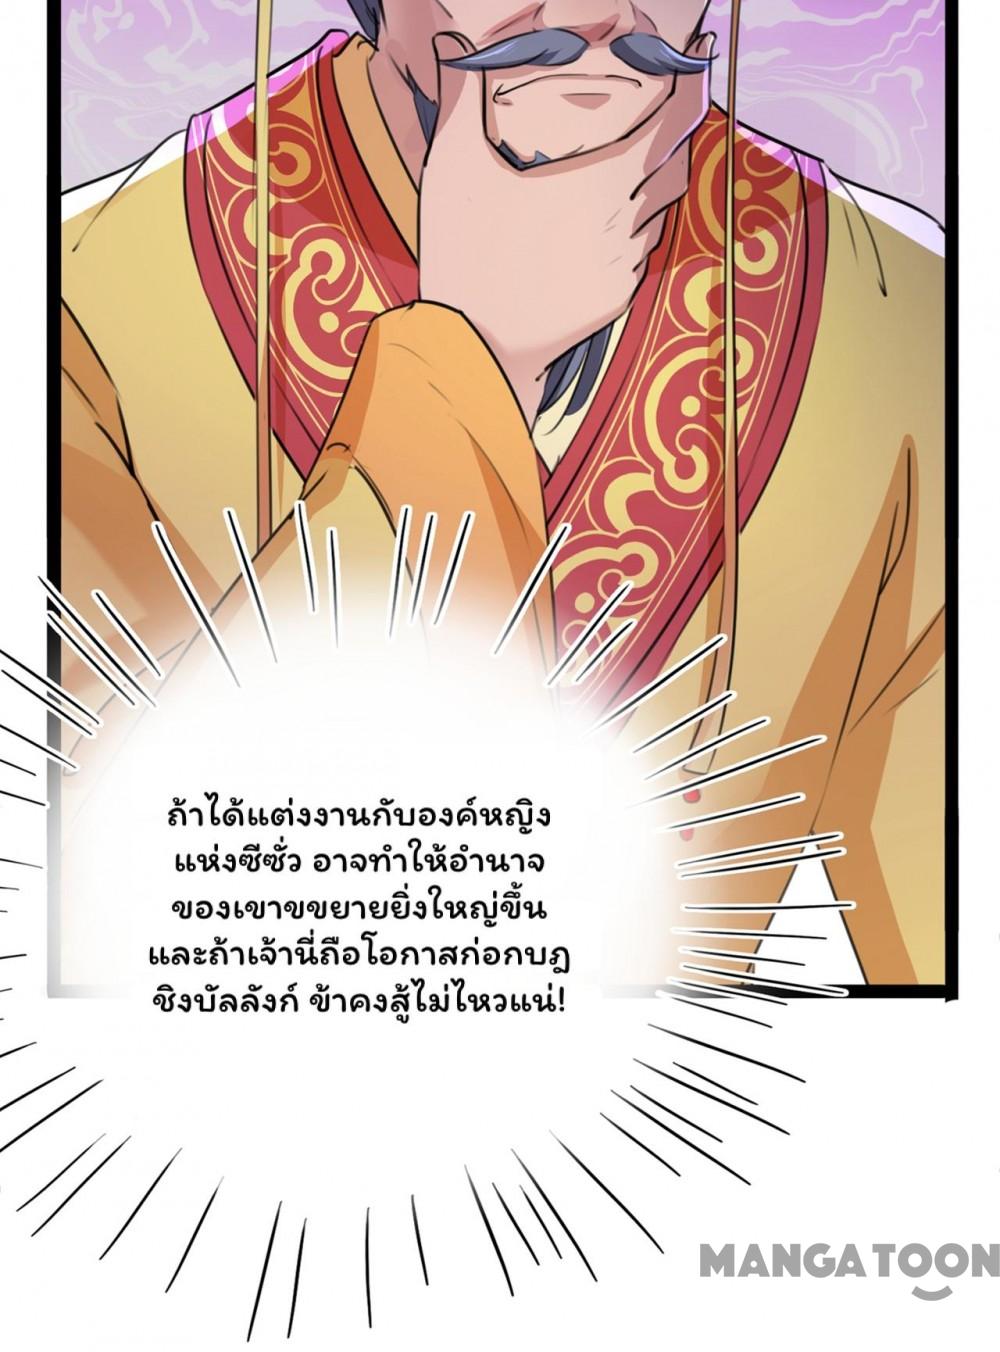 ถ้าได้แต่งงานกับองค์หญิง
แห่งซีซั่ว อาจทำให้อำนาจ
ของเขาขขยายยิ่งใหญ่ขึ้น
และถ้าเจ้านี่ถือโอกาสก่อกบฎ
ชิงบัลลังก์ ข้าคงสู้ไม่ไหวแน่!
MANGATOON